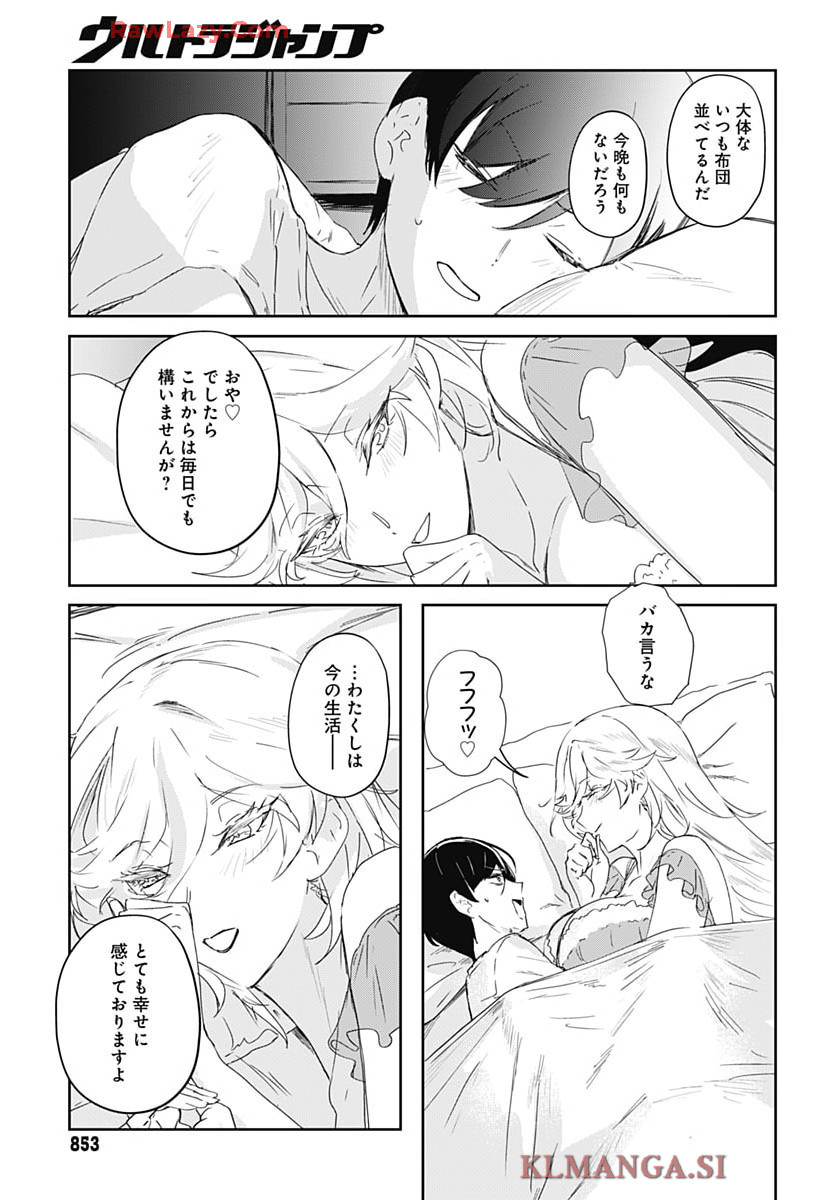 ウルトラジャンプ
RawLazy.Com
大体な
いつも布団
並べてるんだ
今晩も何も
ないだろう
おや♡
でしたら
これからは毎日でも
構いませんが？
バカ言うな
フフフッ♡
…わたくしは
今の生活――
とても幸せに
感じておりますよ
853
KLMANGA.SI